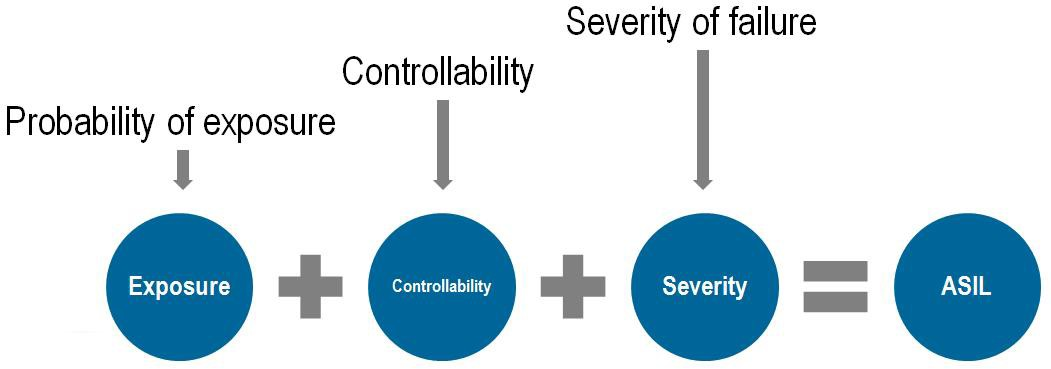 Severity of failure
Controllability
Probability of exposure
Exposure
Controllability
Severity
ASIL